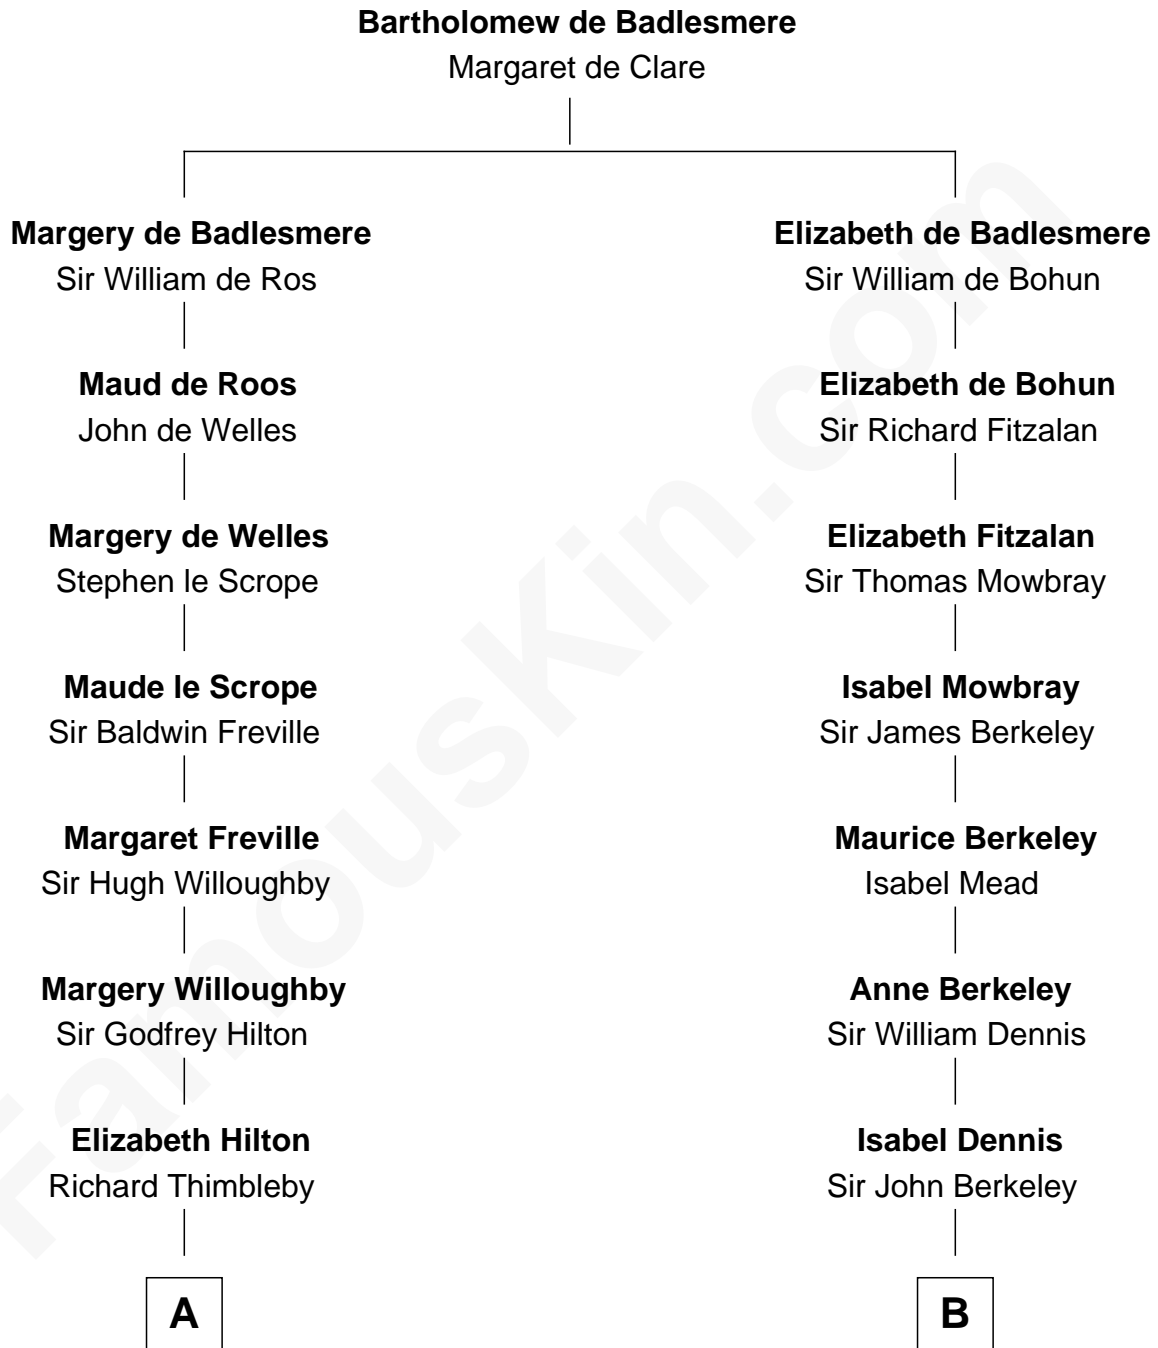 Bartholomew de Badlesmere
Margaret de Clare
Margery de Badlesmere
Sir William de Ros
Elizabeth de Badlesmere
Sir William de Bohun
Maud de Roos
John de Welles
Elizabeth de Bohun
Sir Richard Fitzalan
Margery de Welles
Stephen le Scrope
Elizabeth Fitzalan
Sir Thomas Mowbray
Maude le Scrope
Sir Baldwin Freville
Isabel Mowbray
Sir James Berkeley
Margaret Freville
Sir Hugh Willoughby
Maurice Berkeley
Isabel Mead
Margery Willoughby
Sir Godfrey Hilton
Anne Berkeley
Sir William Dennis
Elizabeth Hilton
Richard Thimbleby
Isabel Dennis
Sir John Berkeley
A
B
FamousKin.com